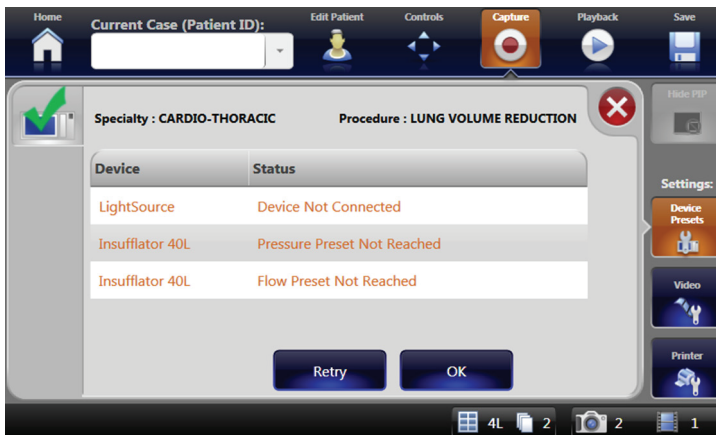 Home
Current Case (Patient ID):
Edit Patient
Controls
Capture
Playback
Save
Hide PIP
Specialty : CARDIO-THORACIC
Procedure : LUNG VOLUME REDUCTION
Device
Status
Settings:
LightSource
Device Not Connected
Device
Presets
Insufflator 40L
Pressure Preset Not Reached
Insufflator 40L
Flow Preset Not Reached
Video
Retry
OK
Printer
4L
2
2
1